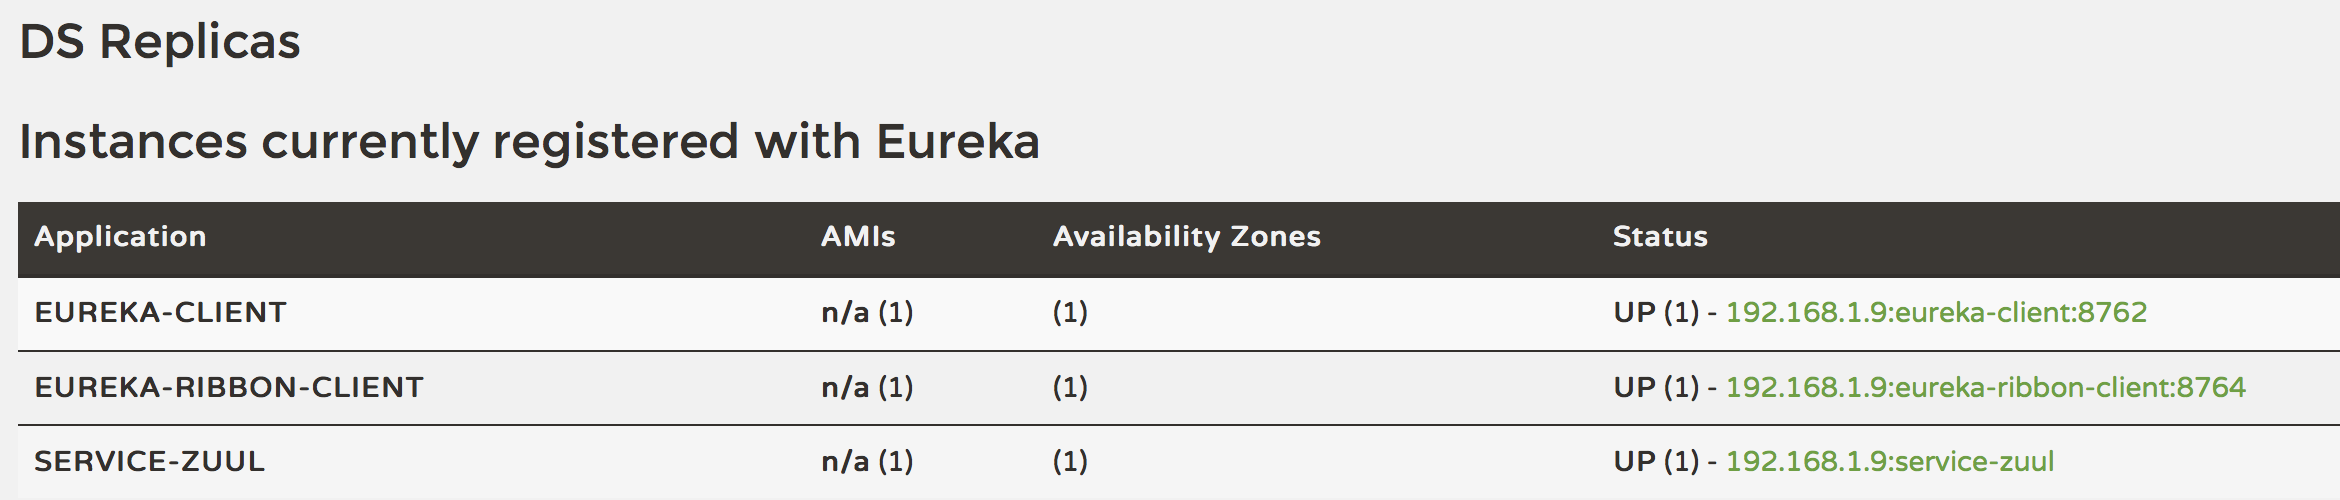 DS Replicas
Instances currently registered with Eureka
Application AMIs Availability Zones Status
EUREKA-CLIENT n/a (1) (1) UP (1) - 192.168.1.9:eureka-client:8762
EUREKA-RIBBON-CLIENT n/a (1) (1) UP (1) - 192.168.1.9:eureka-ribbon-client:8764
SERVICE-ZUUL n/a (1) (1) UP (1) - 192.168.1.9:service-zuul